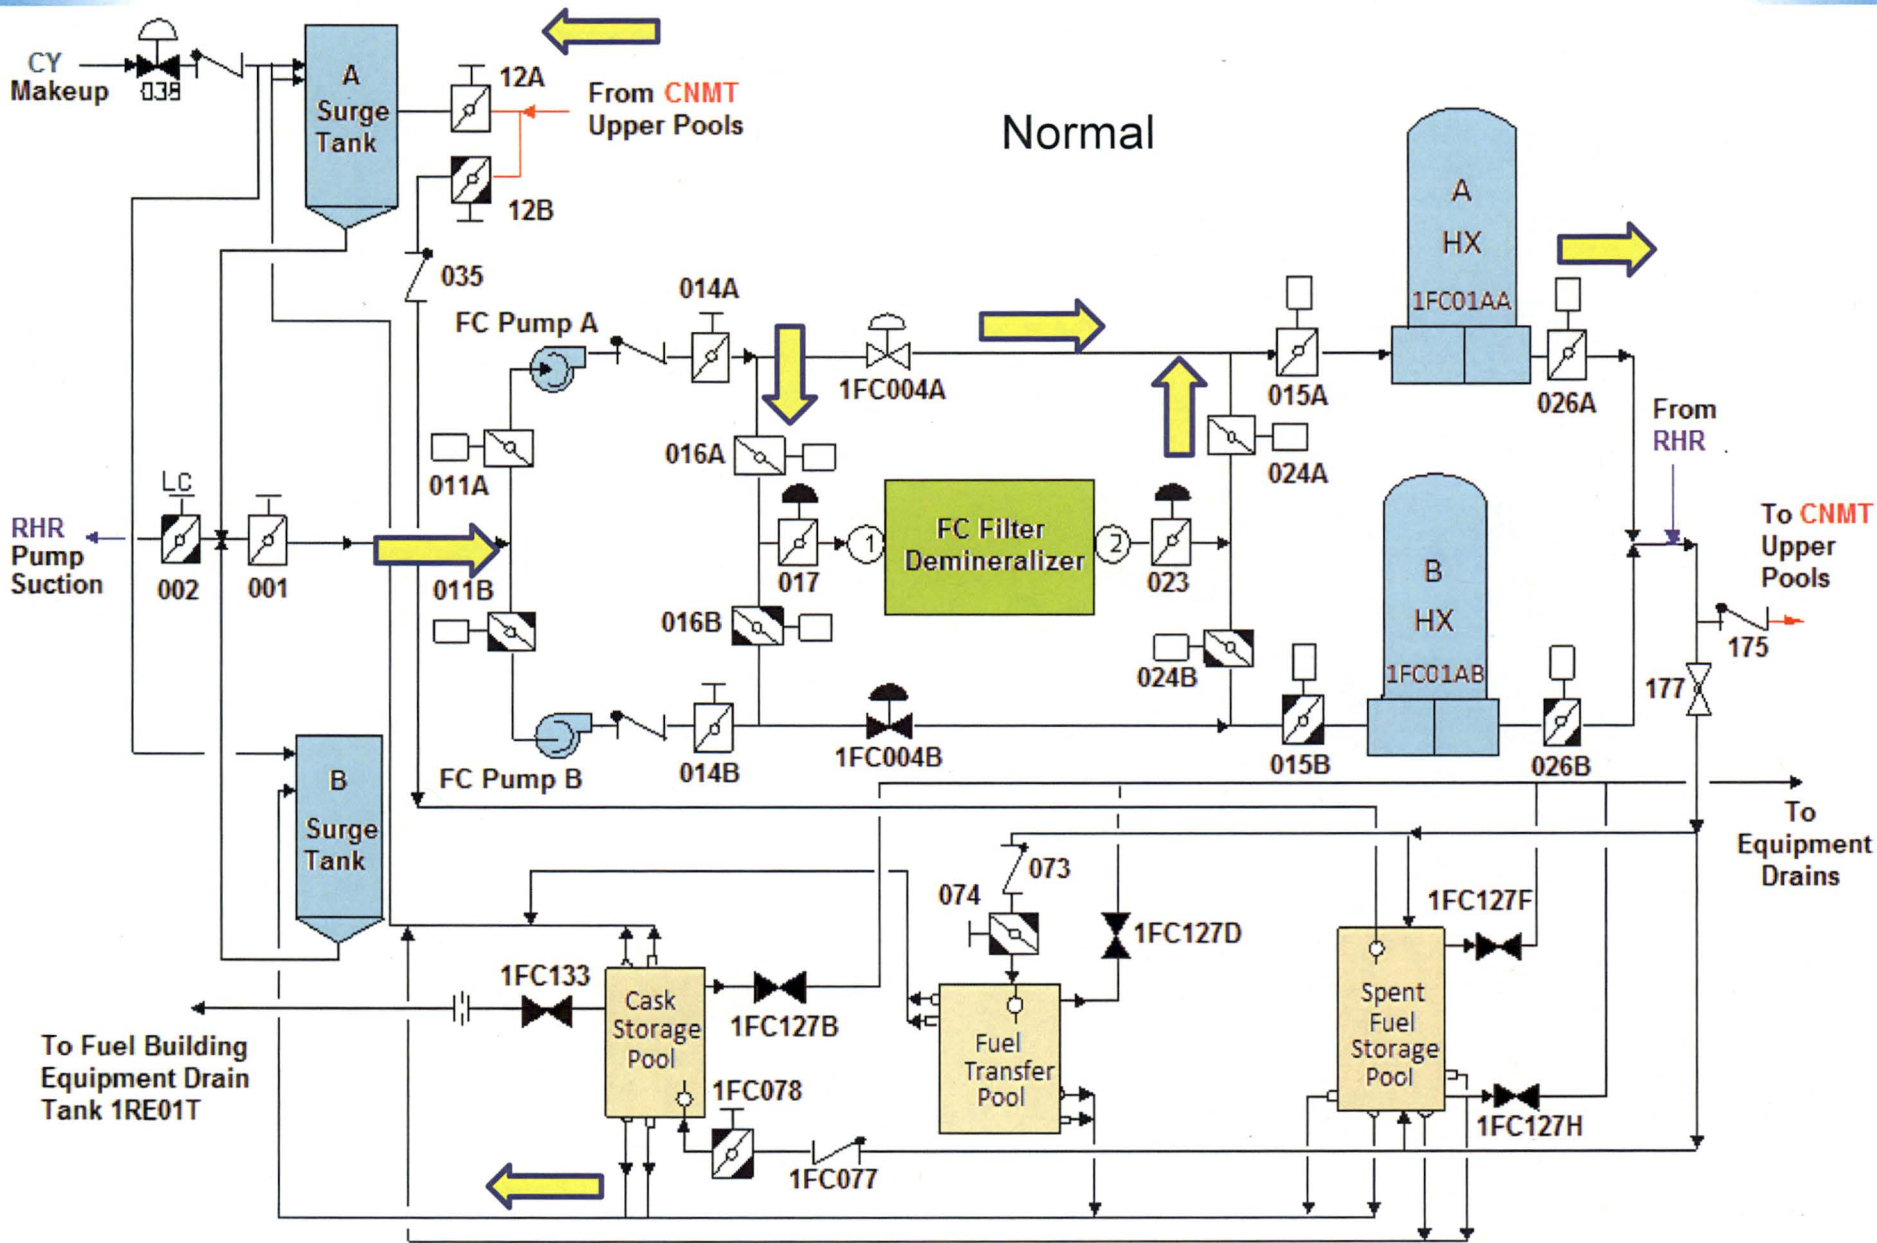 Normal
CY
Makeup
038
A
Surge
Tank
12A
From CNMT
Upper Pools
12B
035
FC Pump A
014A
1FC004A
015A
A
HX
1FC01AA
026A
From
RHR
011A
016A
024A
LC
RHR
Pump
Suction
002
001
011B
017
1
FC Filter
Demineralizer
2
023
016B
024B
B
HX
1FC01AB
To CNMT
Upper
Pools
175
177
FC Pump B
014B
1FC004B
015B
026B
B
Surge
Tank
To
Equipment
Drains
073
074
1FC127D
1FC127F
1FC133
Cask
Storage
Pool
1FC127B
Fuel
Transfer
Pool
Spent
Fuel
Storage
Pool
To Fuel Building
Equipment Drain
Tank 1RE01T
1FC078
1FC077
1FC127H